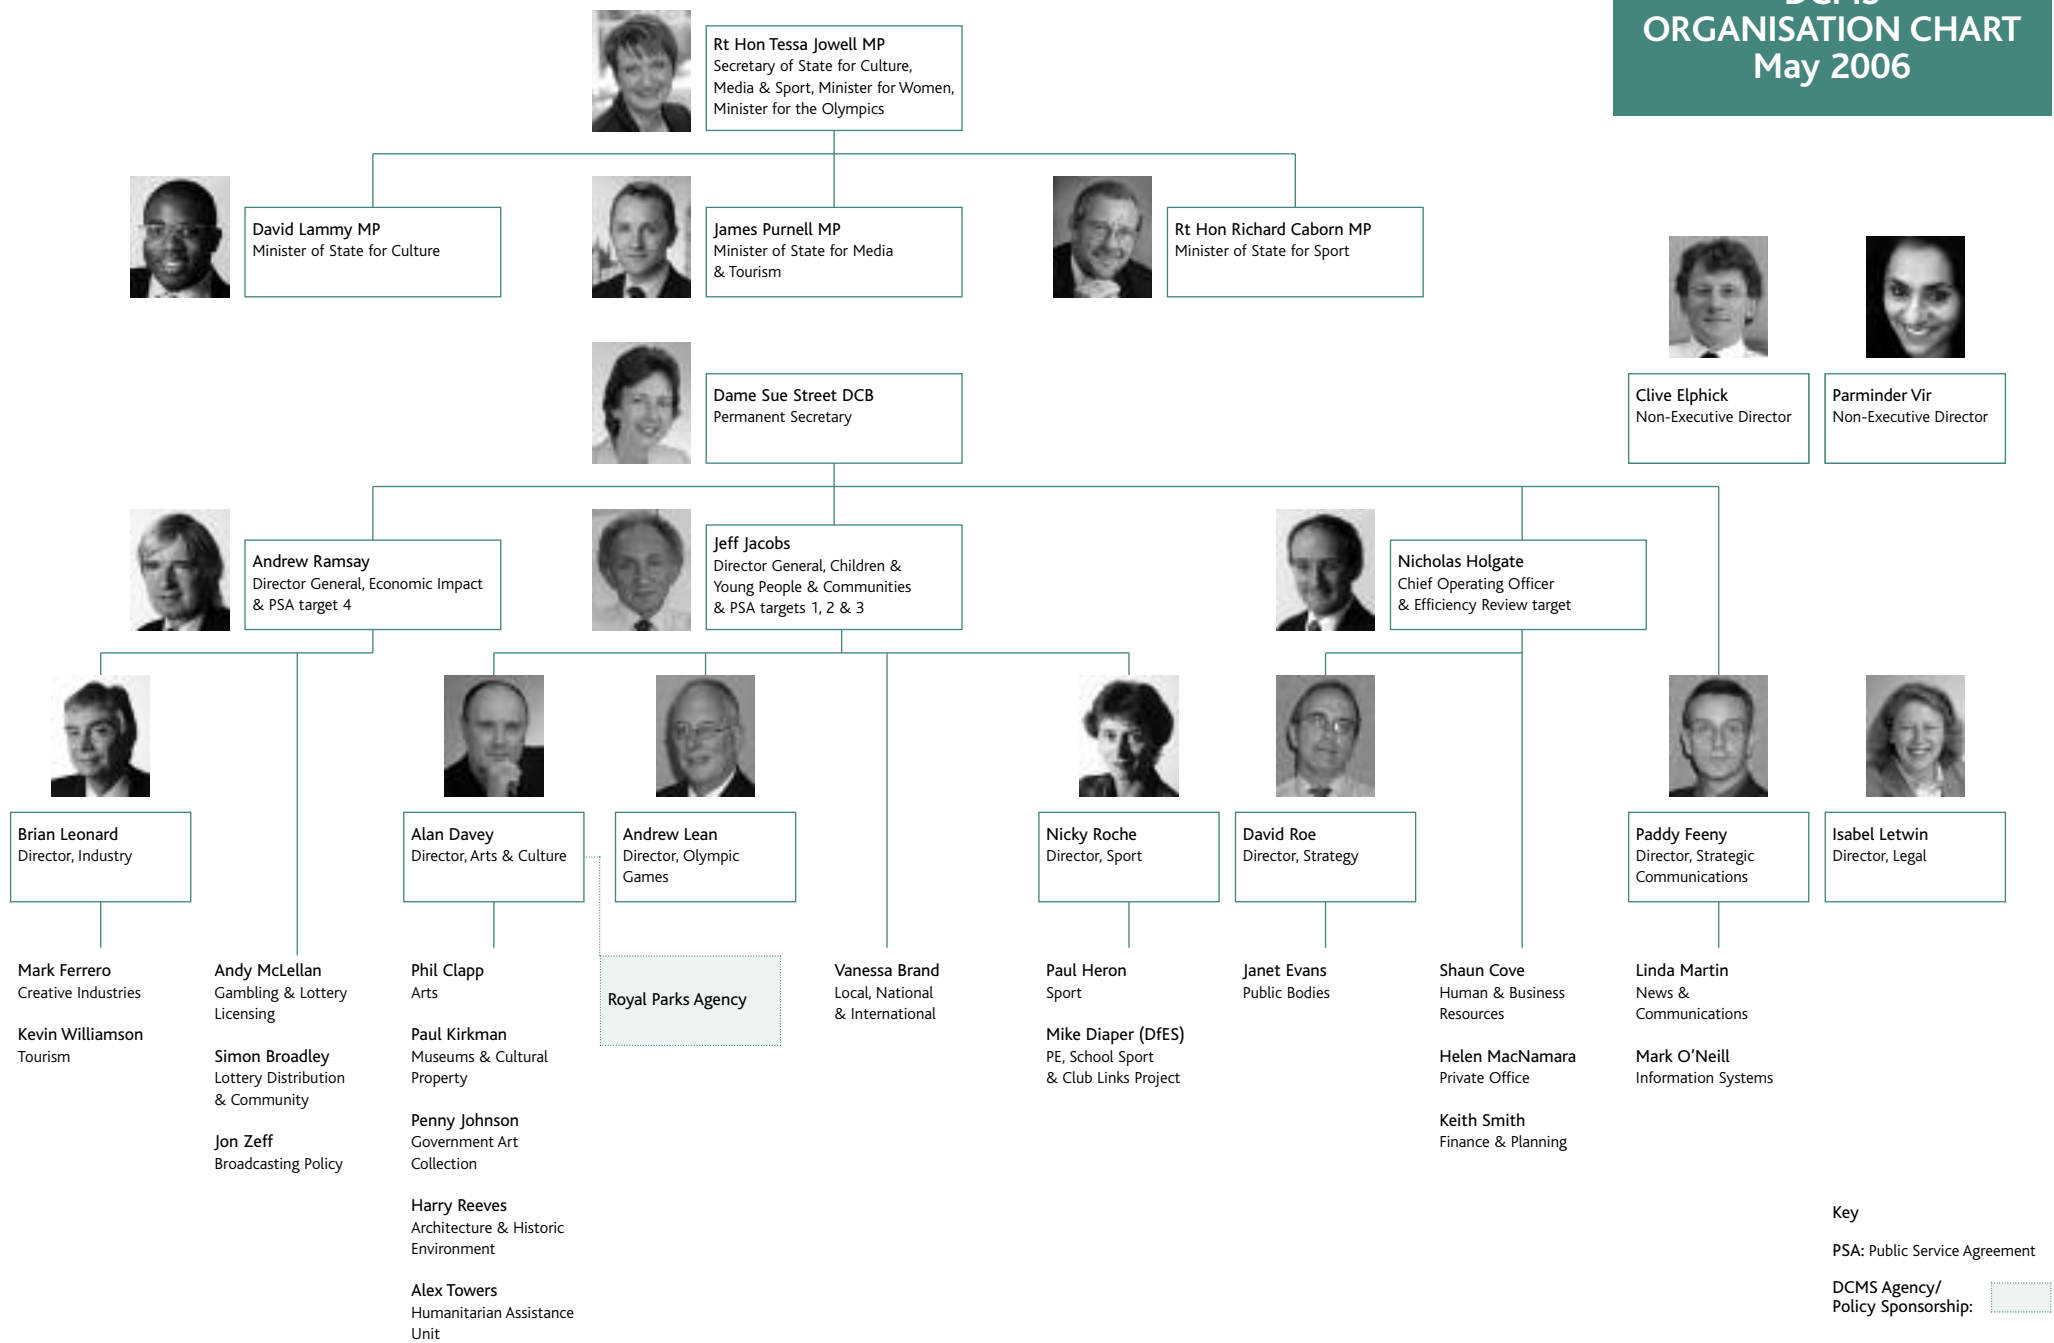 DCMS
ORGANISATION CHART
May 2006
Rt Hon Tessa Jowell MP
Secretary of State for Culture,
Media & Sport, Minister for Women,
Minister for the Olympics
David Lammy MP
Minister of State for Culture
James Purnell MP
Minister of State for Media
& Tourism
Rt Hon Richard Caborn MP
Minister of State for Sport
Clive Elphick
Non-Executive Director
Parminder Vir
Non-Executive Director
Dame Sue Street DCB
Permanent Secretary
Andrew Ramsay
Director General, Economic Impact
& PSA target 4
Jeff Jacobs
Director General, Children &
Young People & Communities
& PSA targets 1, 2 & 3
Nicholas Holgate
Chief Operating Officer
& Efficiency Review target
Brian Leonard
Director, Industry
Alan Davey
Director, Arts & Culture
Andrew Lean
Director, Olympic
Games
Nicky Roche
Director, Sport
David Roe
Director, Strategy
Paddy Feeny
Director, Strategic
Communications
Isabel Letwin
Director, Legal
Mark Ferrero
Creative Industries
Kevin Williamson
Tourism
Andy McLellan
Gambling & Lottery
Licensing
Simon Broadley
Lottery Distribution
& Community
Jon Zeff
Broadcasting Policy
Phil Clapp
Arts
Paul Kirkman
Museums & Cultural
Property
Penny Johnson
Government Art
Collection
Harry Reeves
Architecture & Historic
Environment
Alex Towers
Humanitarian Assistance
Unit
Royal Parks Agency
Vanessa Brand
Local, National
& International
Paul Heron
Sport
Mike Diaper (DfES)
PE, School Sport
& Club Links Project
Janet Evans
Public Bodies
Shaun Cove
Human & Business
Resources
Helen MacNamara
Private Office
Keith Smith
Finance & Planning
Linda Martin
News &
Communications
Mark O'Neill
Information Systems
Key
PSA: Public Service Agreement
DCMS Agency/
Policy Sponsorship: